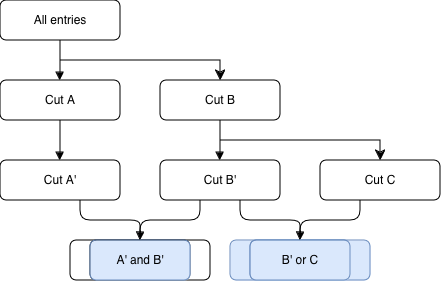 All entries
Cut A
Cut B
Cut A'
Cut B'
Cut C
A' and B'
B' or C